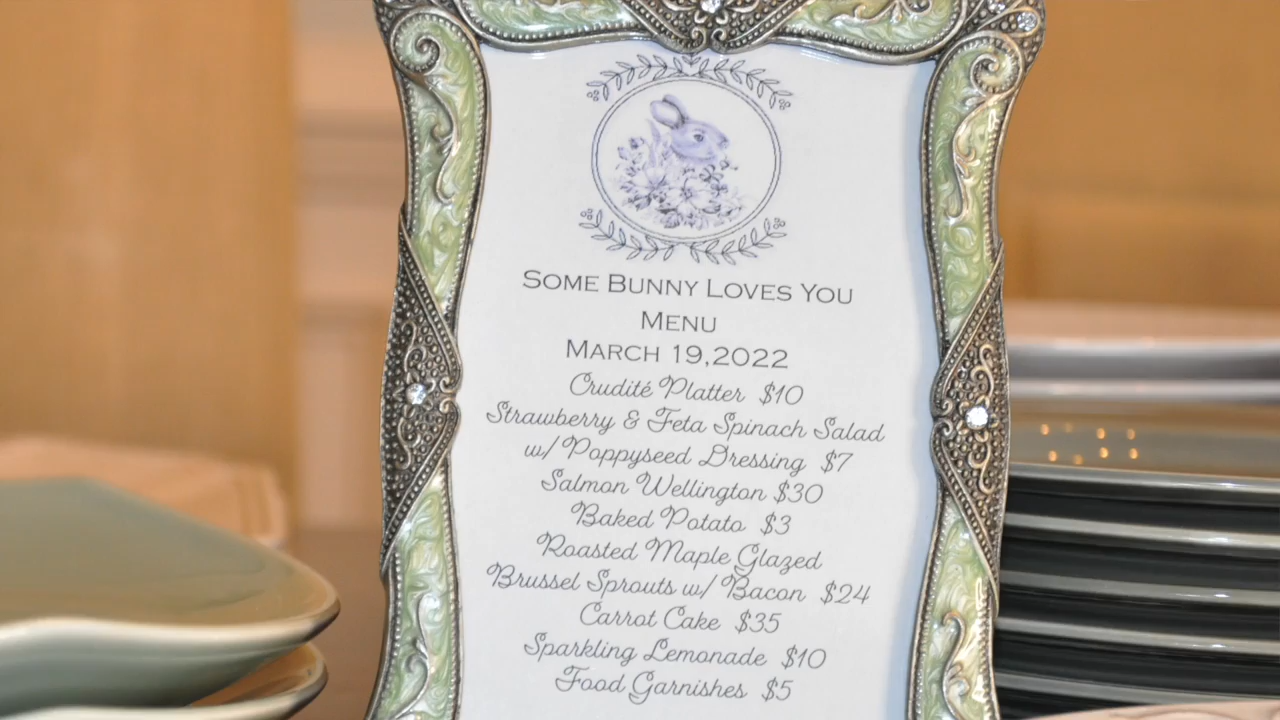 Some Bunny Loves You
Menu
March 19,2022
Crudité Platter $10
Strawberry & Feta Spinach Salad
w/ Poppyseed Dressing $7
Salmon Wellington $30
Baked Potato $3
Roasted Maple Glazed
Brussel Sprouts w/ Bacon $24
Carrot Cake $35
Sparkling Lemonade $10
Food Garnishes $5